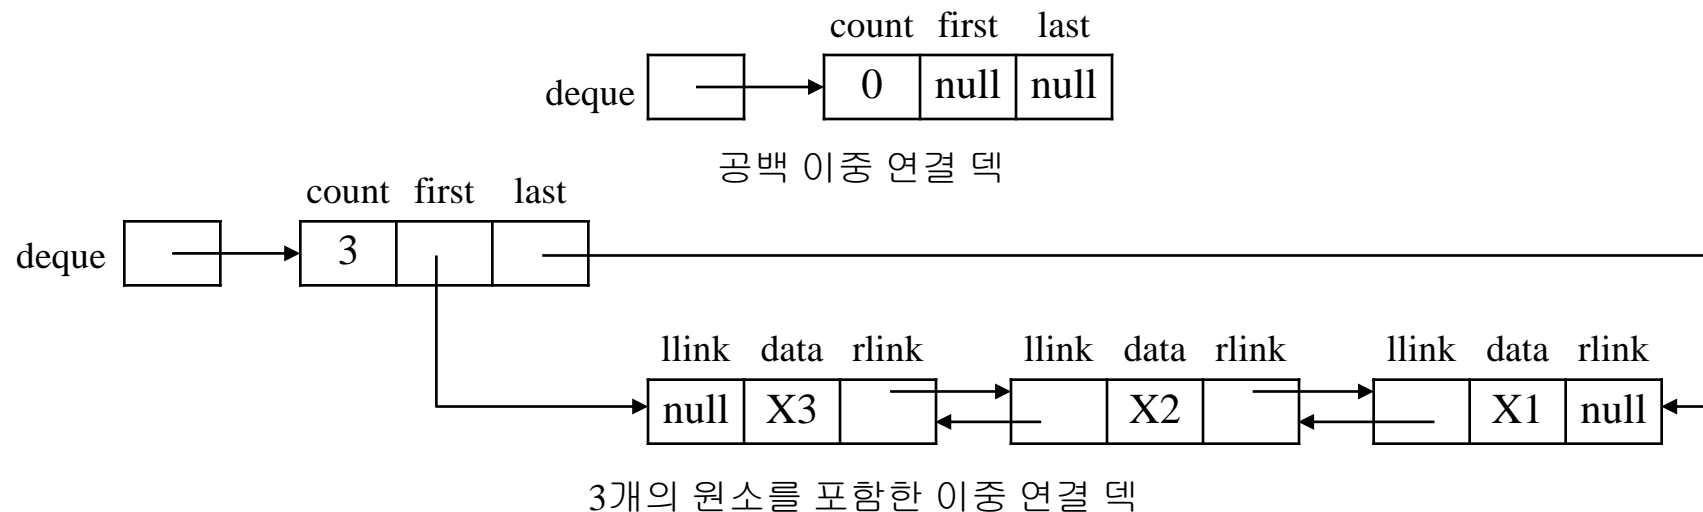 count first last
deque 0 null null
공백 이중 연결 덱
count first last
deque 3
llink data rlink llink data rlink llink data rlink
null X3 X2 X1 null
3개의 원소를 포함한 이중 연결 덱